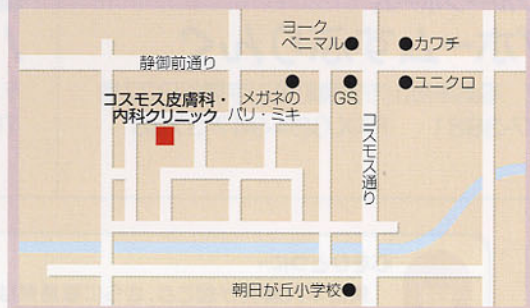 ヨーク
ベニマル
カワチ
静御前通り
コスモス皮膚科・
内科クリニック
メガネの
パリ・ミキ
GS
ユニクロ
コスモス通り
朝日が丘小学校